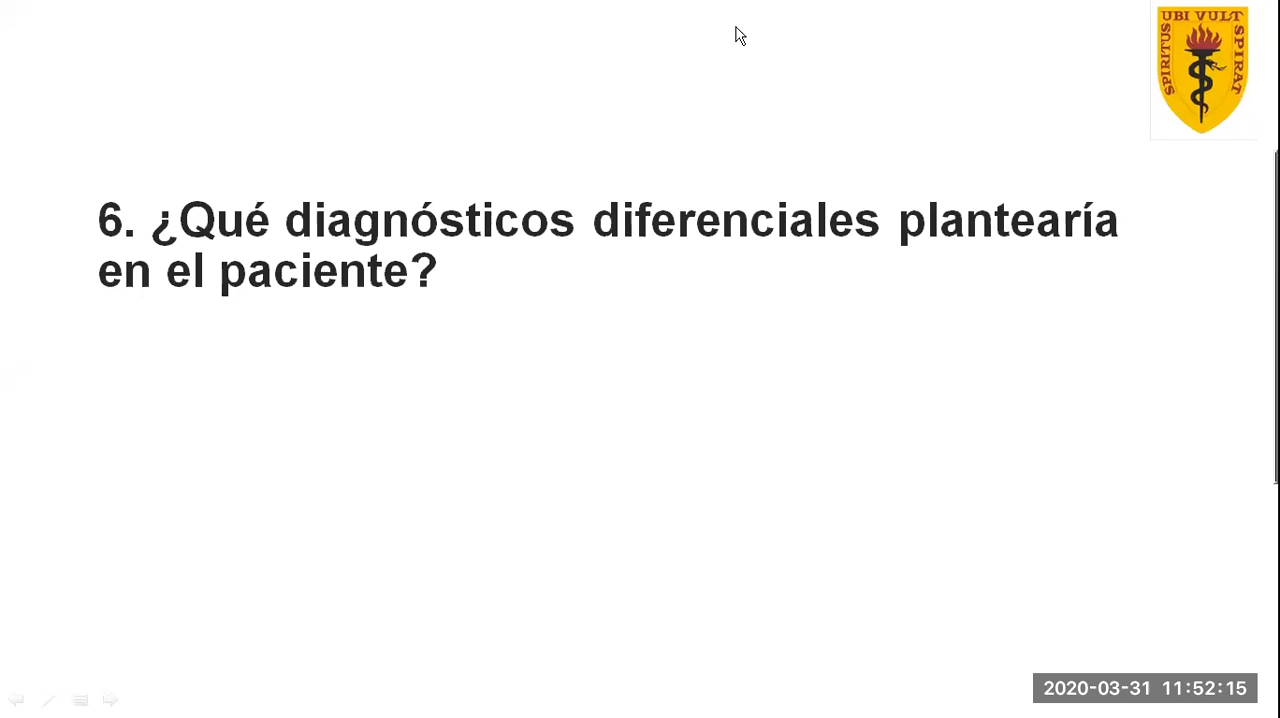 SPIRITUS UBI VULT SPIRAT
6. ¿Qué diagnósticos diferenciales plantearía
en el paciente?
2020-03-31 11:52:15